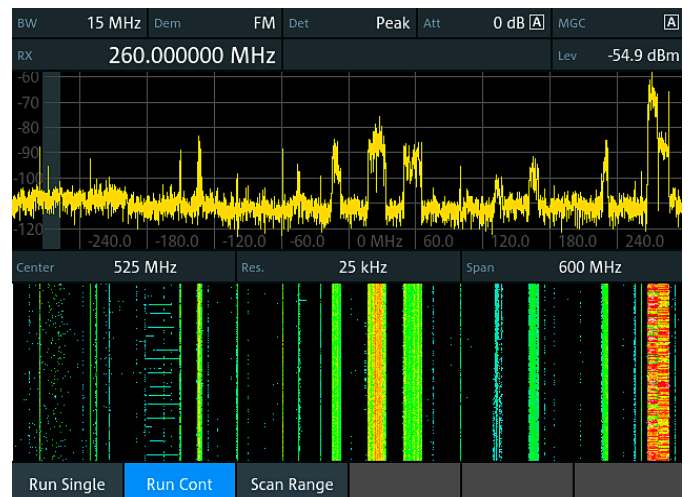 BW 15 MHz Dem FM Det Peak Att 0 dB A MGC A
RX 260.000000 MHz Lev -54.9 dBm
-60
-70
-80
-90
-100
-120
-240.0 -180.0 -120.0 -60.0 0 MHz 60.0 120.0 180.0 240.0
Center 525 MHz Res. 25 kHz Span 600 MHz
Run Single Run Cont Scan Range